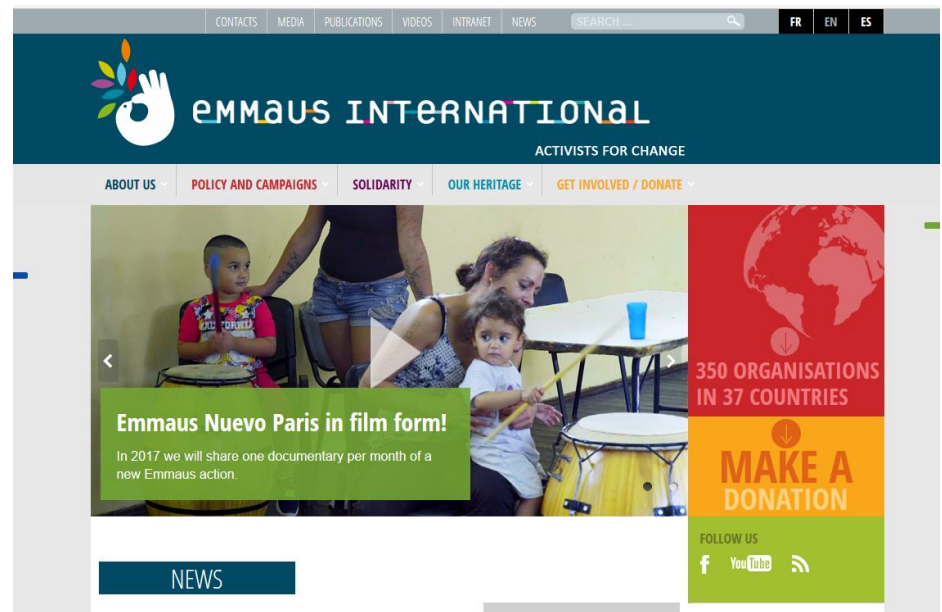 CONTACTS MEDIA PUBLICATIONS VIDEOS INTRANET NEWS SEARCH ... FR EN ES
emmaus INTERNATIONAL
ACTIVISTS FOR CHANGE
ABOUT US POLICY AND CAMPAIGNS SOLIDARITY OUR HERITAGE GET INVOLVED / DONATE
CALIFORNIA
Emmaus Nuevo Paris in film form!
In 2017 we will share one documentary per month of a
new Emmaus action.
350 ORGANISATIONS
IN 37 COUNTRIES
MAKE A
DONATION
FOLLOW US
f YouTube
NEWS